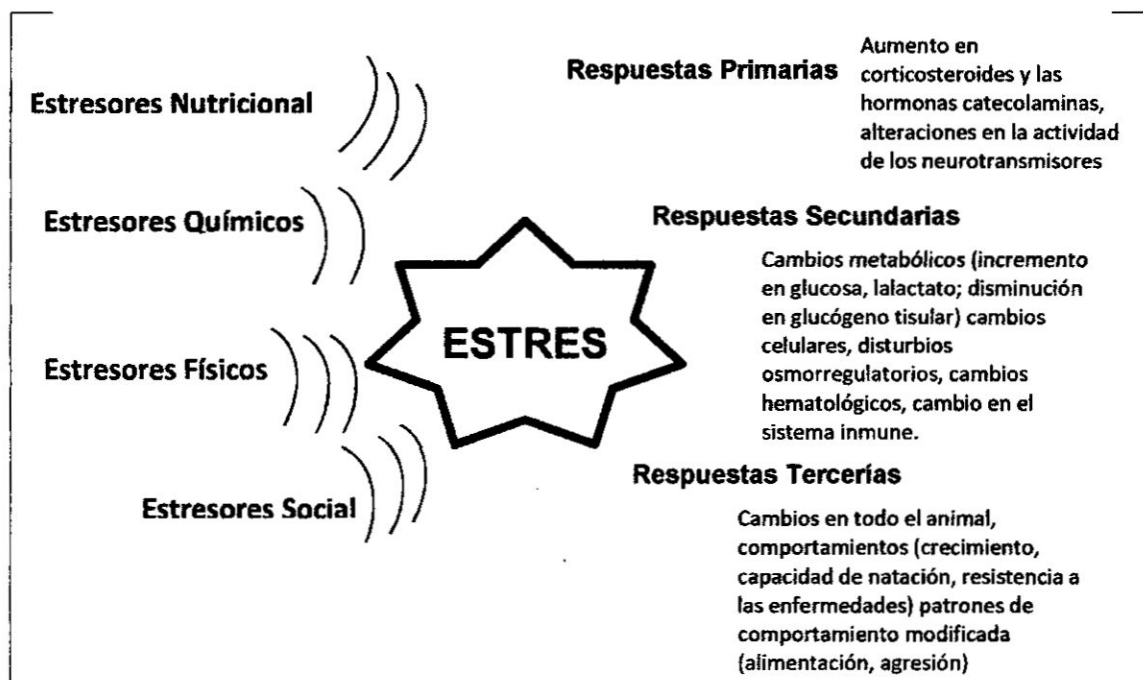 Estresores Nutricional
Estresores Químicos
Estresores Físicos
Estresores Social
ESTRES
Respuestas Primarias
Aumento en
corticosteroides y las
hormonas catecolaminas,
alteraciones en la actividad
de los neurotransmisores
Respuestas Secundarias
Cambios metabólicos (incremento
en glucosa, lalactato; disminución
en glucógeno tisular) cambios
celulares, disturbios
osmorregulatorios, cambios
hematológicos, cambio en el
sistema inmune.
Respuestas Tercerías
Cambios en todo el animal,
comportamientos (crecimiento,
capacidad de natación, resistencia a
las enfermedades) patrones de
comportamiento modificada
(alimentación, agresión)